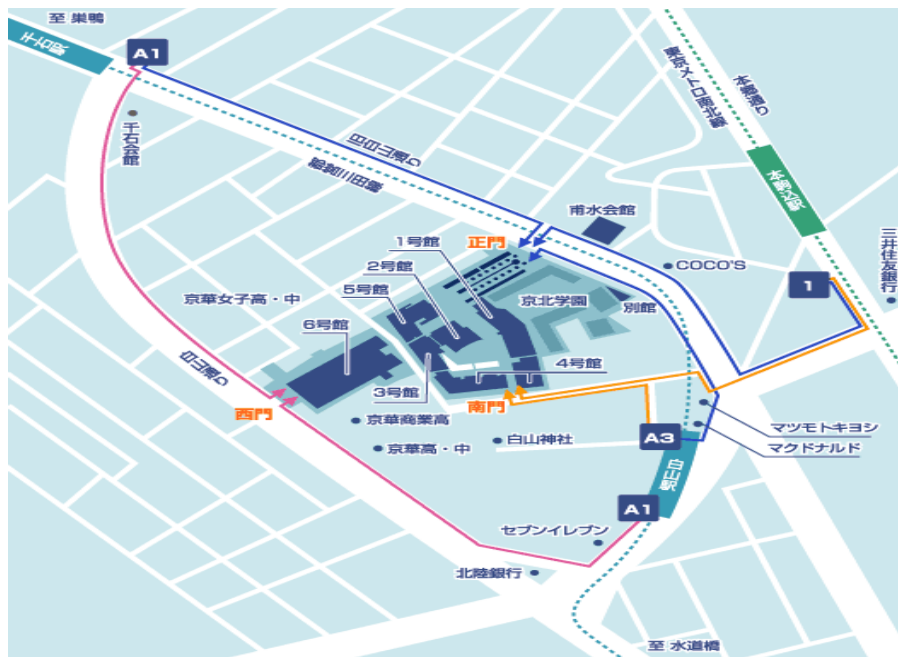 至 巣鴨
千石駅
A1
千石会館
旧白山通り
都営三田線
東京メトロ南北線
本郷通り
本駒込駅
三井住友銀行
甫水会館
正門
1号館
2号館
5号館
6号館
京華女子高・中
COCO'S
京北学園
別館
1
白山通り
3号館
4号館
西門
南門
京華商業高
京華高・中
白山神社
A3
マツモトキヨシ
マクドナルド
白山駅
A1
セブンイレブン
北陸銀行
至 水道橋